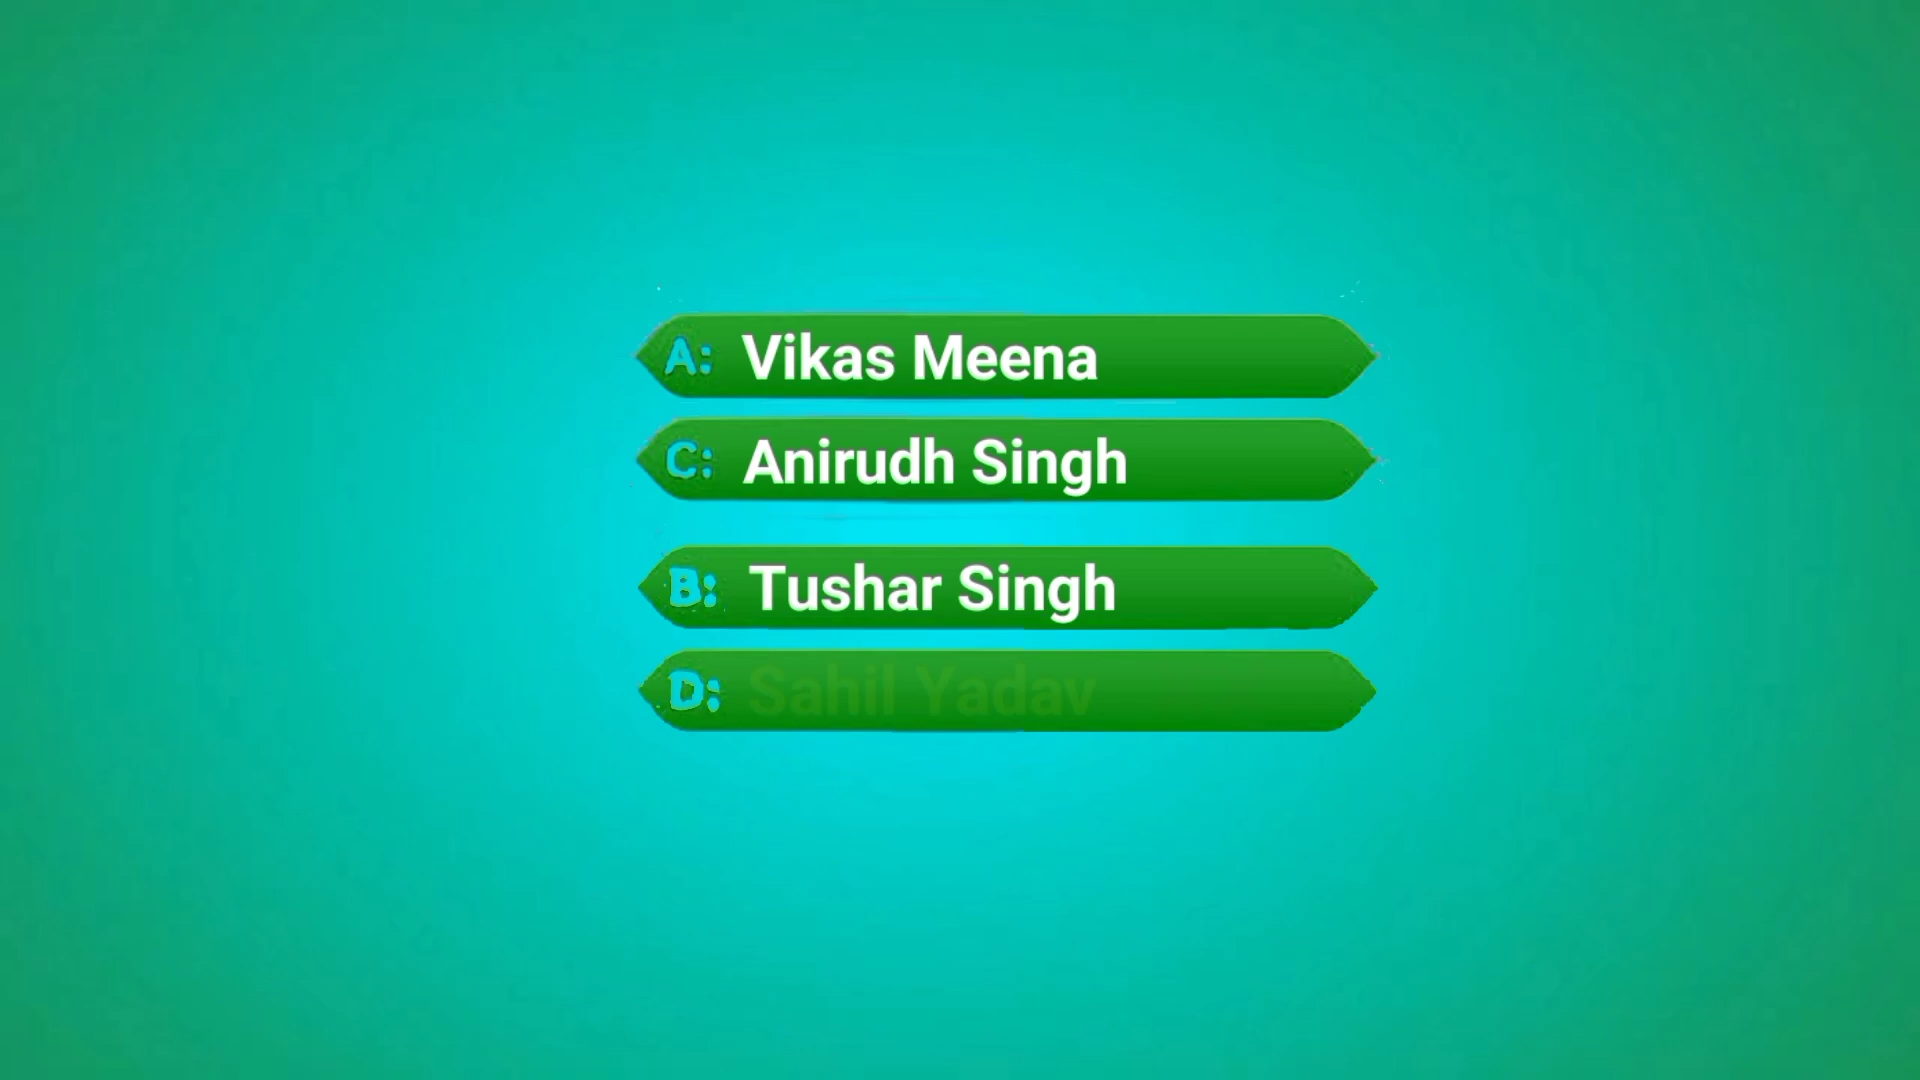 A: Vikas Meena
C: Anirudh Singh
B: Tushar Singh
D: Sahil Yadav